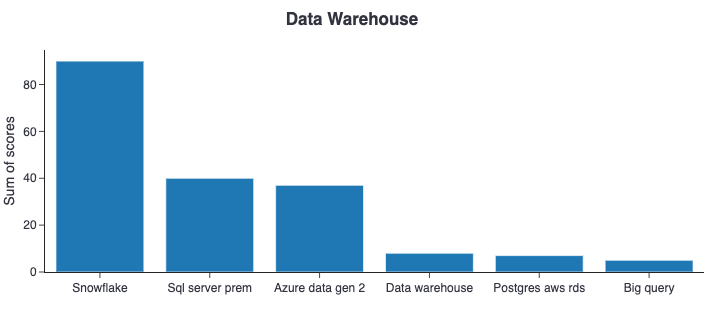 Data Warehouse
Sum of scores
80
60
40
20
0
Snowflake Sql server prem Azure data gen 2 Data warehouse Postgres aws rds Big query